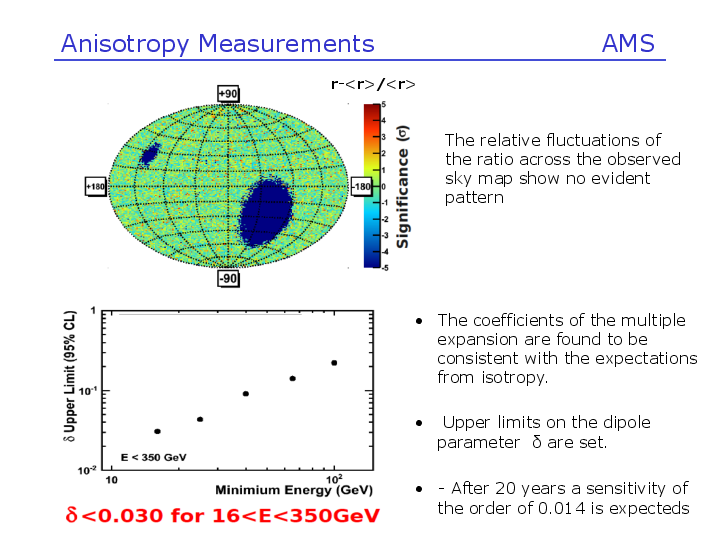 Anisotropy Measurements AMS
r-<r>/<r>
+90
+180
-180
-90
5
4
3
2
1
0
-1
-2
-3
-4
-5
Significance (σ)
The relative fluctuations of
the ratio across the observed
sky map show no evident
pattern
δ Upper Limit (95% CL)
1
10-1
10-2
E < 350 GeV
10
102
Minimium Energy (GeV)
δ<0.030 for 16<E<350GeV
• The coefficients of the multiple
expansion are found to be
consistent with the expectations
from isotropy.
• Upper limits on the dipole
parameter δ are set.
• - After 20 years a sensitivity of
the order of 0.014 is expecteds